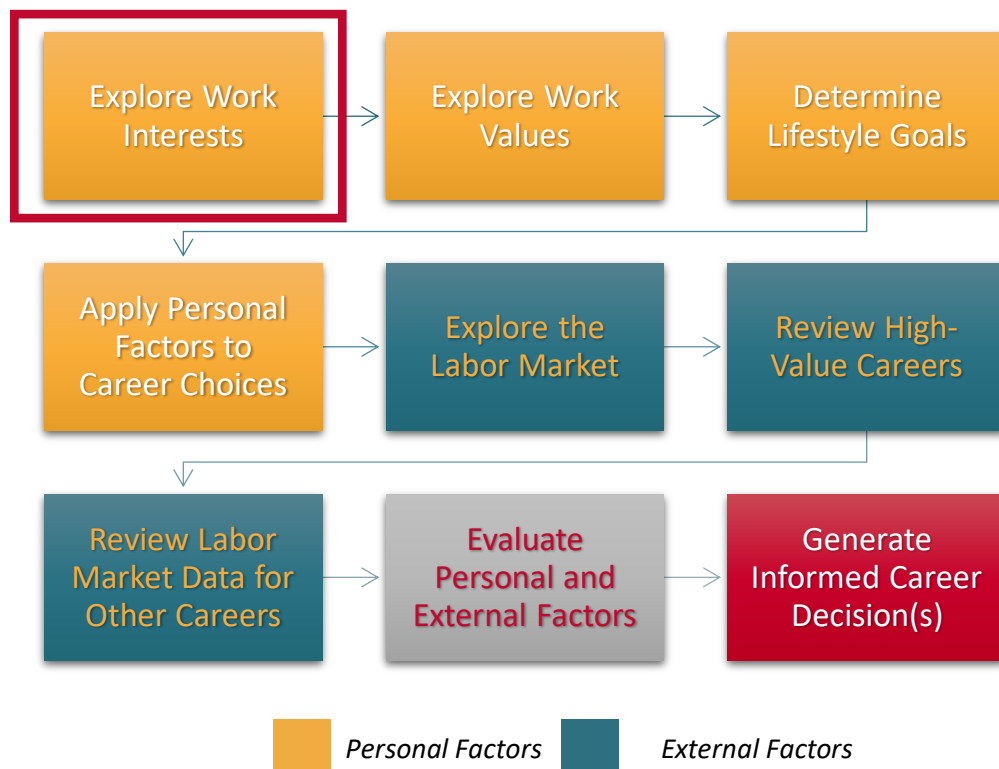 Explore Work
Interests
Explore Work
Values
Determine
Lifestyle Goals
Apply Personal
Factors to
Career Choices
Explore the
Labor Market
Review High-
Value Careers
Review Labor
Market Data for
Other Careers
Evaluate
Personal and
External Factors
Generate
Informed Career
Decision(s)
Personal Factors
External Factors